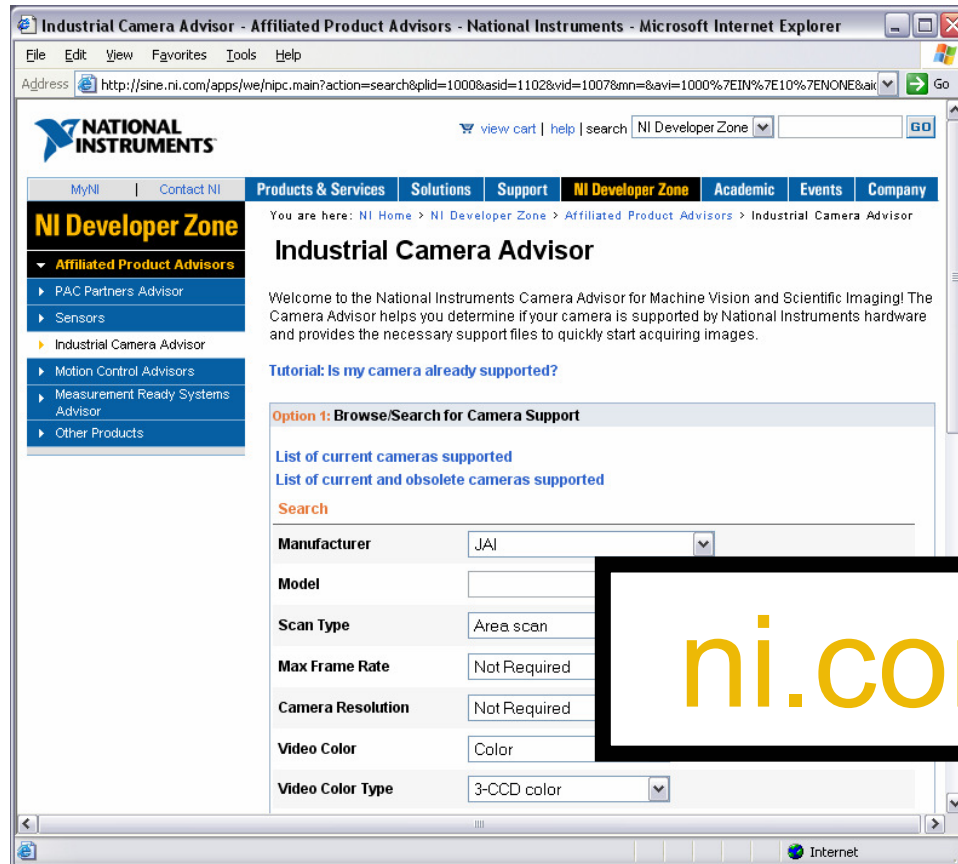 Industrial Camera Advisor - Affiliated Product Advisors - National Instruments - Microsoft Internet Explorer
File Edit View Favorites Tools Help
Address http://sine.ni.com/apps/we/nipc.main?action=search&plid=1000&asid=1102&vid=1007&mn=&avi=1000%7EIN%7E10%7ENONE&aic Go
NATIONAL INSTRUMENTS
view cart | help | search NI Developer Zone GO
MyNI | Contact NI Products & Services Solutions Support NI Developer Zone Academic Events Company
NI Developer Zone
Affiliated Product Advisors
PAC Partners Advisor
Sensors
Industrial Camera Advisor
Motion Control Advisors
Measurement Ready Systems
Advisor
Other Products
You are here: NI Home > NI Developer Zone > Affiliated Product Advisors > Industrial Camera Advisor
Industrial Camera Advisor
Welcome to the National Instruments Camera Advisor for Machine Vision and Scientific Imaging! The
Camera Advisor helps you determine if your camera is supported by National Instruments hardware
and provides the necessary support files to quickly start acquiring images.
Tutorial: Is my camera already supported?
Option 1: Browse/Search for Camera Support
List of current cameras supported
List of current and obsolete cameras supported
Search
Manufacturer JAI
Model
Scan Type Area scan
Max Frame Rate Not Required
Camera Resolution Not Required
Video Color Color
Video Color Type 3-CCD color
ni.co
Internet